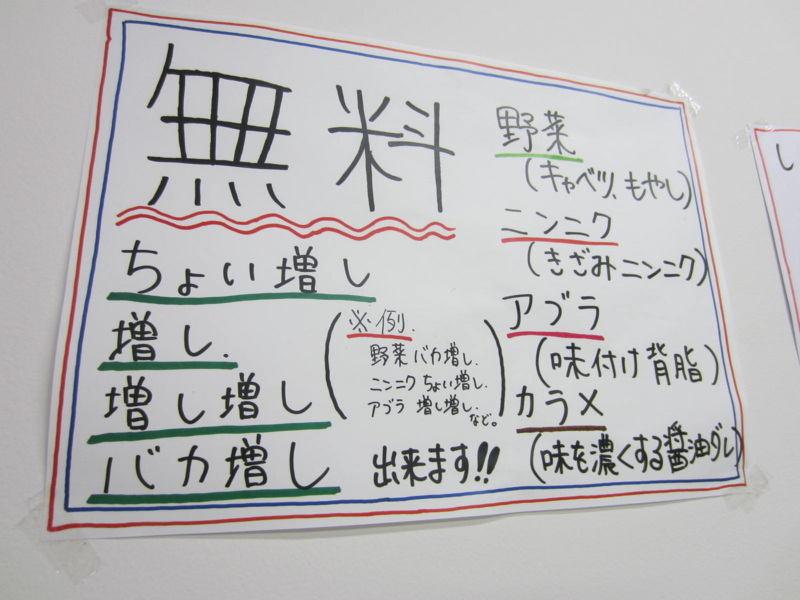 無料
ちょい増し
増し.
増し増し
バカ増し
※例.
野菜バカ増し.
ニンニクちょい増し.
アブラ 増し増し.
など。
出来ます!!
野菜
(キャベツ、もやし)
ニンニク
(きざみニンニク)
アブラ
(味付け背脂)
カラメ
(味を濃くする醤油ダレ)
し